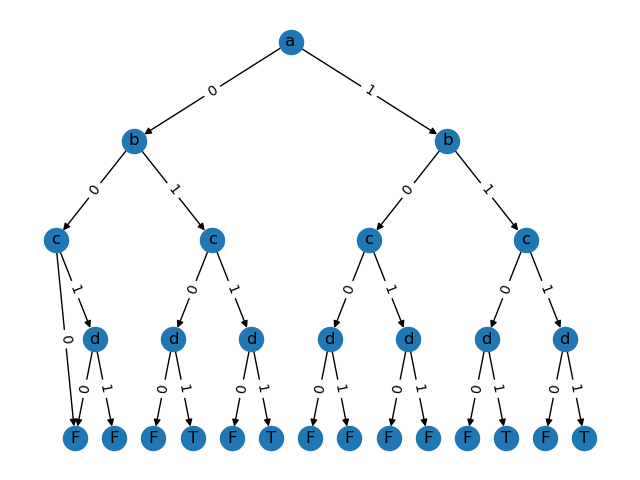 a
0 1
b b
0 1 0 1
c c c c
1 0 1 0 1 0 1
0
d d d d d d d
0 1 0 1 0 1 0 1 0 1 0 1 0 1
F F F T F T F F F F F T F T